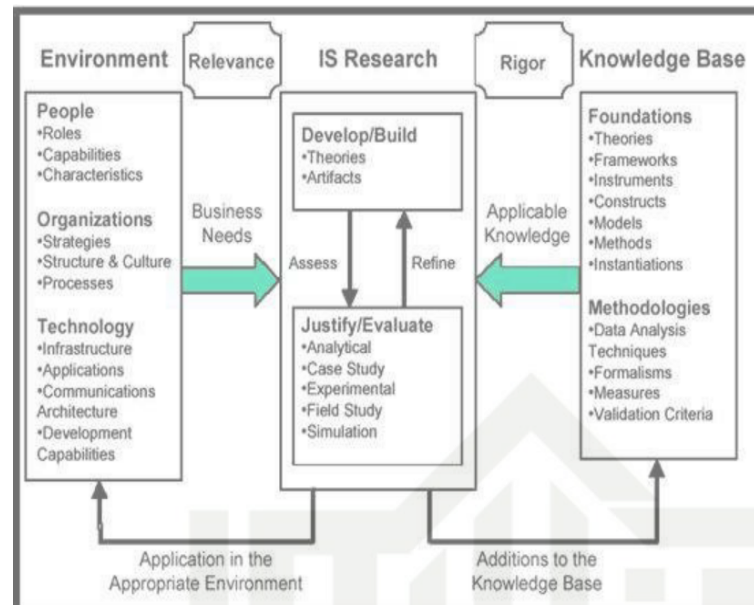 Environment
Relevance
IS Research
Rigor
Knowledge Base
People
•Roles
•Capabilities
•Characteristics
Organizations
•Strategies
•Structure & Culture
•Processes
Technology
•Infrastructure
•Applications
•Communications
Architecture
•Development
Capabilities
Business
Needs
Develop/Build
•Theories
•Artifacts
Assess
Refine
Justify/Evaluate
•Analytical
•Case Study
•Experimental
•Field Study
•Simulation
Applicable
Knowledge
Foundations
•Theories
•Frameworks
•Instruments
•Constructs
•Models
•Methods
•Instantiations
Methodologies
•Data Analysis
Techniques
•Formalisms
•Measures
•Validation Criteria
Application in the
Appropriate Environment
Additions to the
Knowledge Base